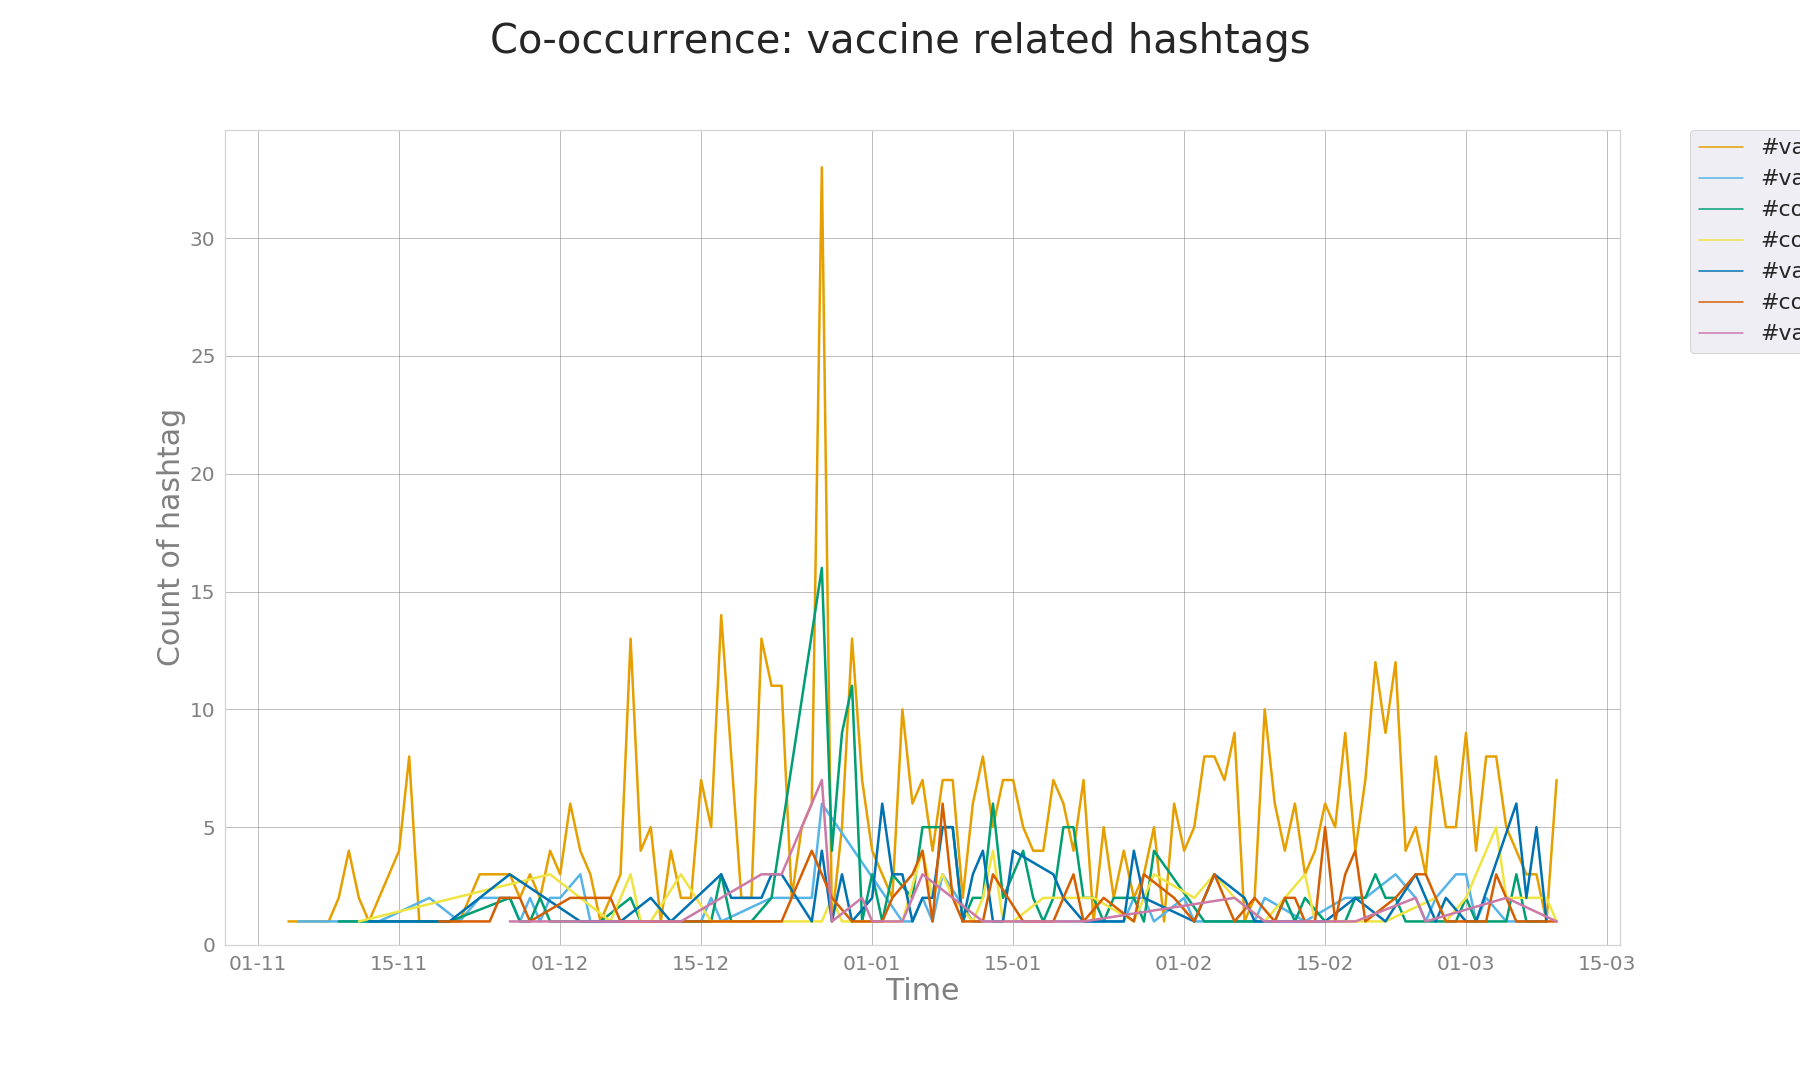 Co-occurrence: vaccine related hashtags
Count of hashtag
30
25
20
15
10
5
0
01-11 15-11 01-12 15-12 01-01 15-01 01-02 15-02 01-03 15-03
Time
#va
#va
#co
#co
#va
#co
#va